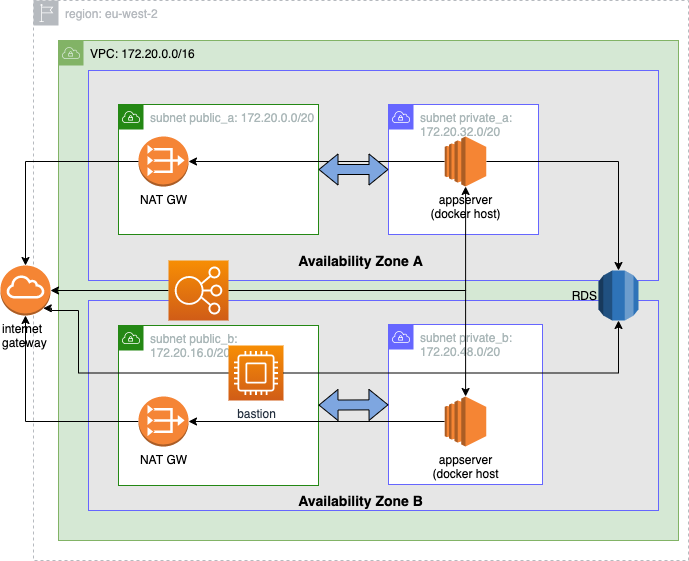 region: eu-west-2
VPC: 172.20.0.0/16
subnet public_a: 172.20.0.0/20
subnet private_a:
172.20.32.0/20
NAT GW
appserver
(docker host)
Availability Zone A
internet
gateway
RDS
subnet public_b:
172.20.16.0/20
subnet private_b:
172.20.48.0/20
bastion
NAT GW
appserver
(docker host
Availability Zone B